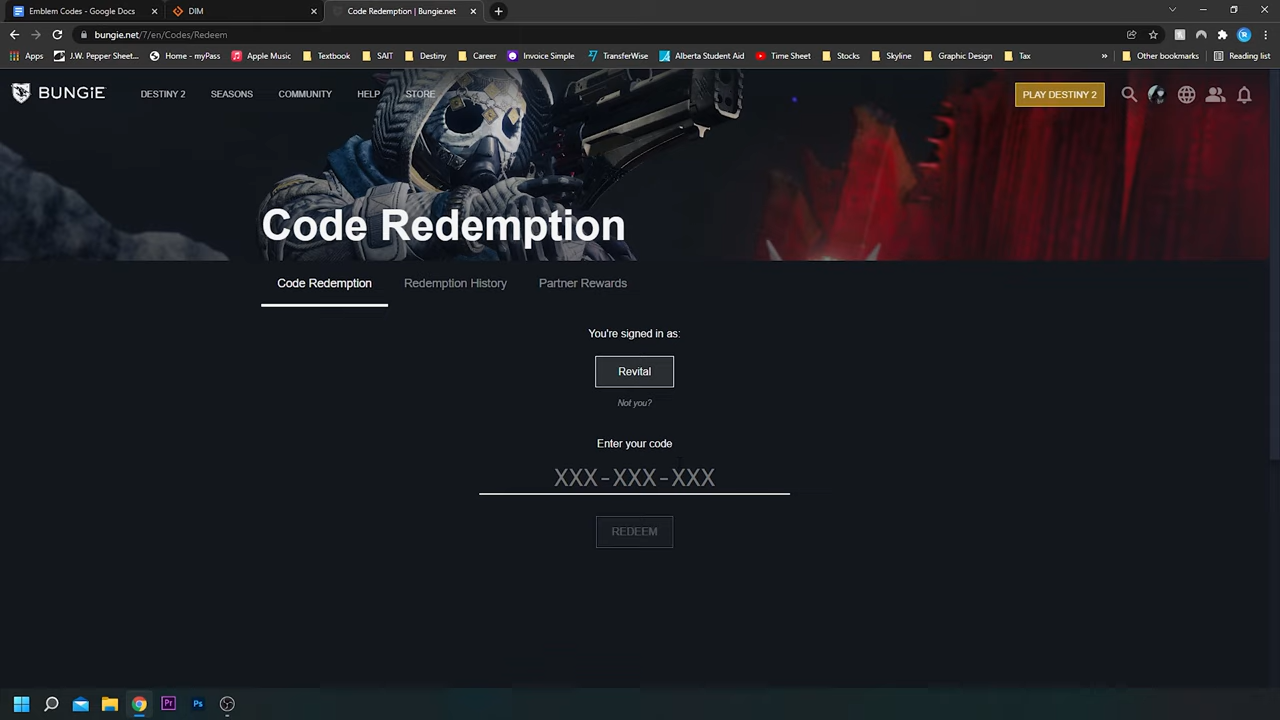 Emblem Codes - Google Docs
DIM
Code Redemption | Bungie.net
bungie.net/7/en/Codes/Redeem
Apps
J.W. Pepper Sheet...
Home - myPass
Apple Music
Textbook
SAIT
Destiny
Career
Invoice Simple
TransferWise
Alberta Student Aid
Time Sheet
Stocks
Skyline
Graphic Design
Tax
»
Other bookmarks
Reading list
BUNGiE
DESTINY 2
SEASONS
COMMUNITY
HELP
STORE
PLAY DESTINY 2
Code Redemption
Code Redemption
Redemption History
Partner Rewards
You're signed in as:
Revital
Not you?
Enter your code
XXX-XXX-XXX
REDEEM
Pr
Ps